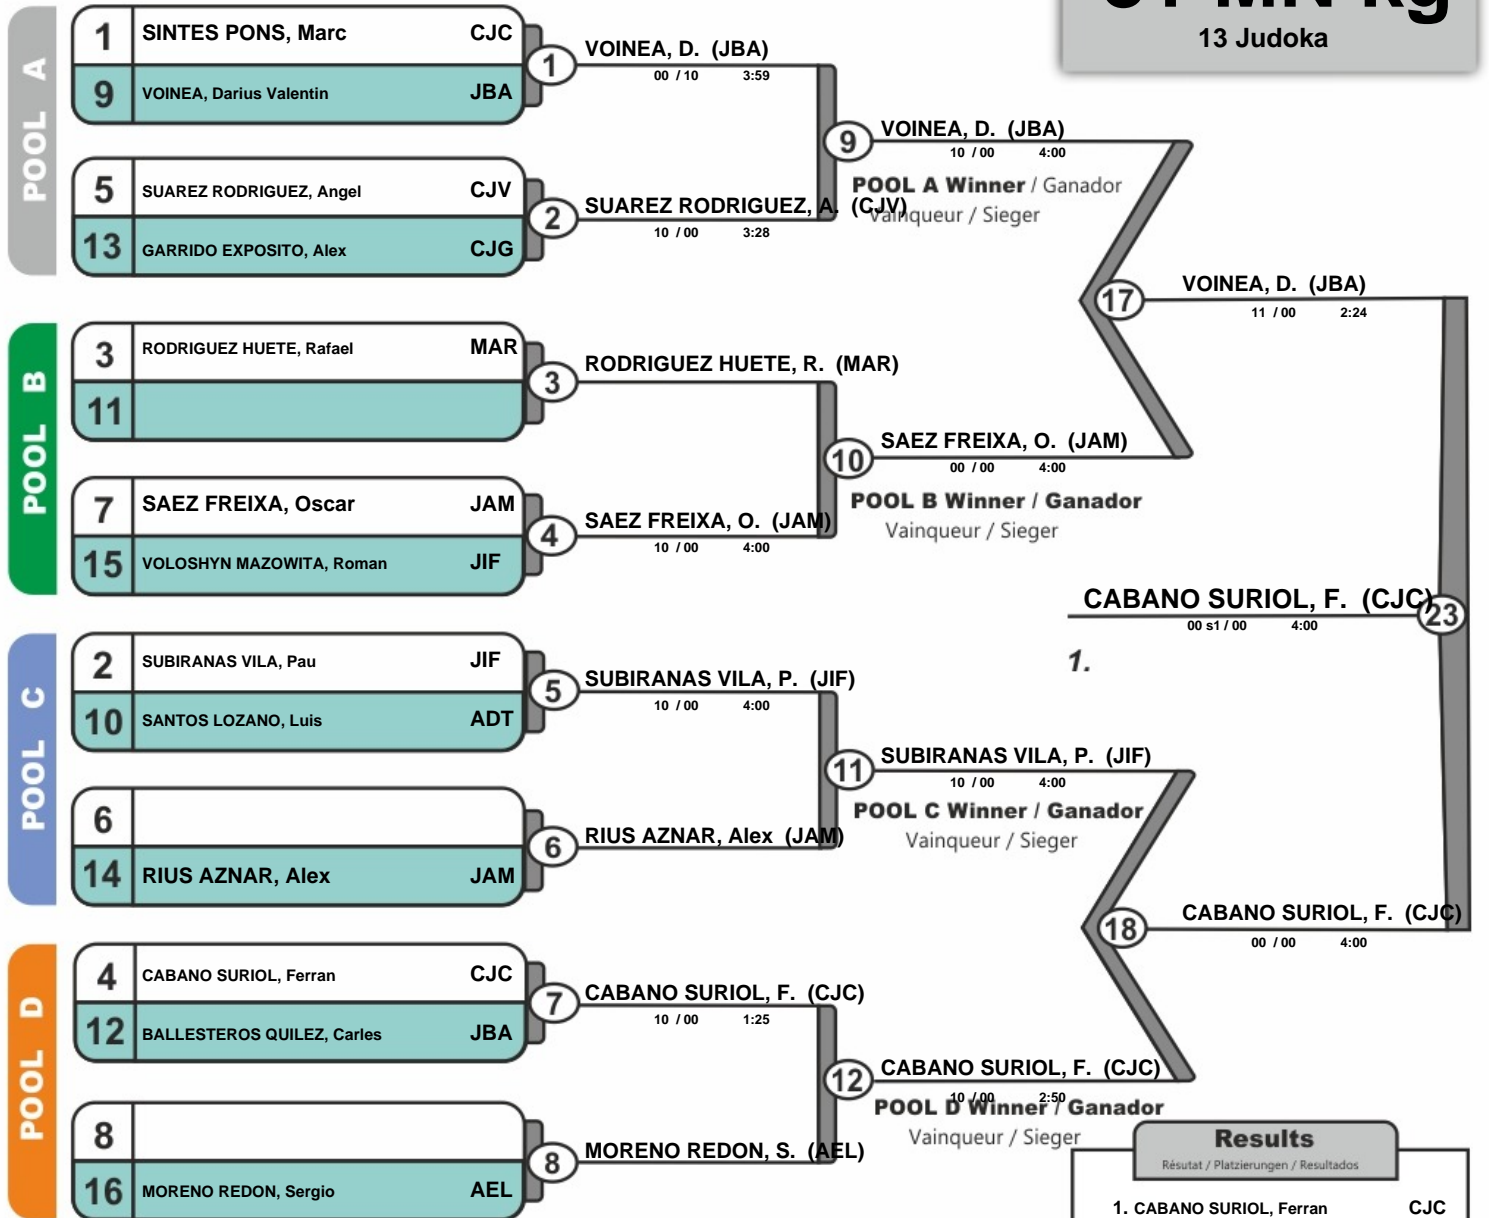 13 Judoka
POOL A
1 SINTES PONS, Marc CJC
9 VOINEA, Darius Valentin JBA
1 VOINEA, D. (JBA)
00 / 10 3:59
5 SUAREZ RODRIGUEZ, Angel CJV
13 GARRIDO EXPOSITO, Alex CJG
2 SUAREZ RODRIGUEZ, A. (CJV)
10 / 00 3:28
9 VOINEA, D. (JBA)
10 / 00 4:00
POOL A Winner / Ganador
Vainqueur / Sieger
POOL B
3 RODRIGUEZ HUETE, Rafael MAR
11
3 RODRIGUEZ HUETE, R. (MAR)
7 SAEZ FREIXA, Oscar JAM
15 VOLOSHYN MAZOWITA, Roman JIF
4 SAEZ FREIXA, O. (JAM)
10 / 00 4:00
10 SAEZ FREIXA, O. (JAM)
00 / 00 4:00
POOL B Winner / Ganador
Vainqueur / Sieger
17 VOINEA, D. (JBA)
11 / 00 2:24
CABANO SURIOL, F. (CJC) 23
00 s1 / 00 4:00
1.
POOL C
2 SUBIRANAS VILA, Pau JIF
10 SANTOS LOZANO, Luis ADT
5 SUBIRANAS VILA, P. (JIF)
10 / 00 4:00
6
14 RIUS AZNAR, Alex JAM
6 RIUS AZNAR, Alex (JAM)
11 SUBIRANAS VILA, P. (JIF)
10 / 00 4:00
POOL C Winner / Ganador
Vainqueur / Sieger
POOL D
4 CABANO SURIOL, Ferran CJC
12 BALLESTEROS QUILEZ, Carles JBA
7 CABANO SURIOL, F. (CJC)
10 / 00 1:25
8
16 MORENO REDON, Sergio AEL
8 MORENO REDON, S. (AEL)
12 CABANO SURIOL, F. (CJC)
10 / 00 2:50
POOL D Winner / Ganador
Vainqueur / Sieger
18 CABANO SURIOL, F. (CJC)
00 / 00 4:00
Results
Résutat / Platzierungen / Resultados
1. CABANO SURIOL, Ferran CJC